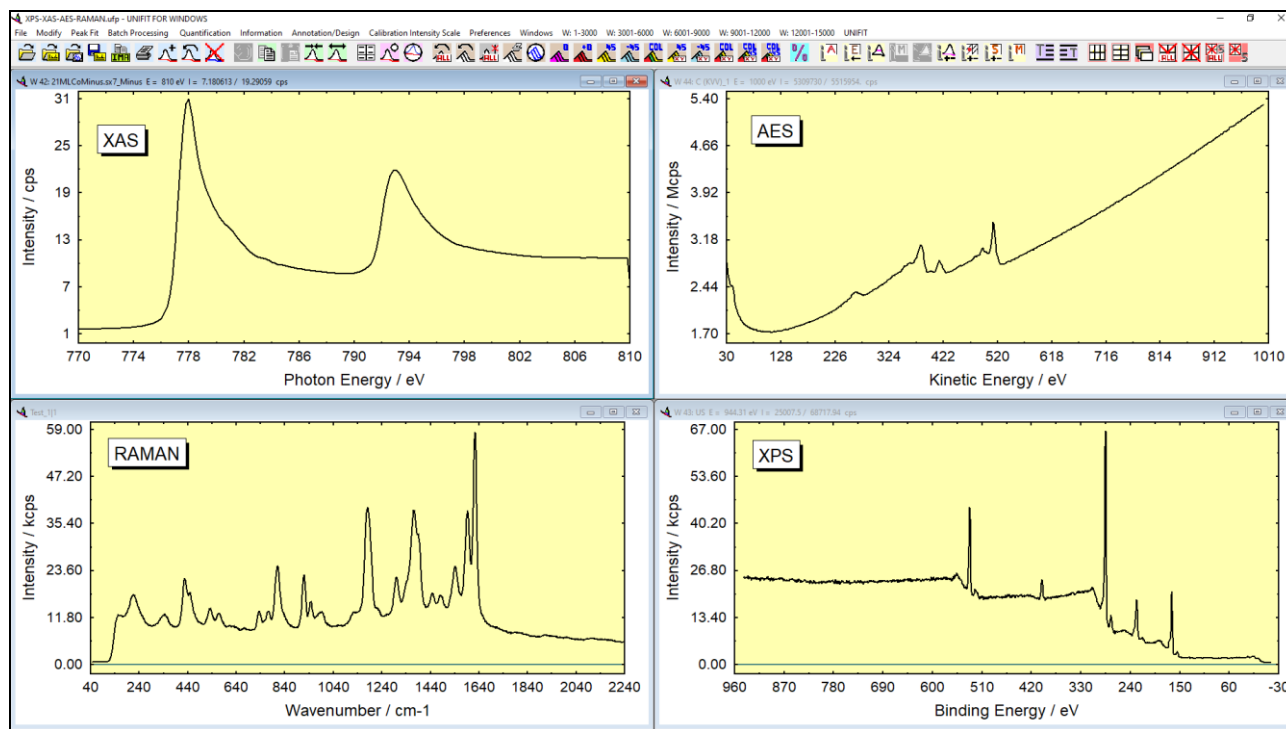 XPS-XAS-AES-RAMAN.ufp - UNIFIT FOR WINDOWS
File Modify Peak Fit Batch Processing Quantification Information Annotation/Design Calibration Intensity Scale Preferences Windows W: 1-3000 W: 3001-6000 W: 6001-9000 W: 9001-12000 W: 12001-15000 UNIFIT
W 42: 21MLCoMinus.sx7_Minus E = 810 eV I = 7.180613 / 19.29059 cps
XAS
Intensity / cps
31
25
19
13
7
1
770 774 778 782 786 790 794 798 802 806 810
Photon Energy / eV
W 44: C (KVV)_1 E = 1000 eV I = 5309730 / 5515954, cps
AES
Intensity / Mcps
5.40
4.66
3.92
3.18
2.44
1.70
30 128 226 324 422 520 618 716 814 912 1010
Kinetic Energy / eV
Test_1|1
RAMAN
Intensity / kcps
59.00
47.20
35.40
23.60
11.80
0.00
40 240 440 640 840 1040 1240 1440 1640 1840 2040 2240
Wavenumber / cm-1
W 43: US E = 944.31 eV I = 25007.5 / 68717.94 cps
XPS
Intensity / kcps
67.00
53.60
40.20
26.80
13.40
0.00
960 870 780 690 600 510 420 330 240 150 60 -30
Binding Energy / eV